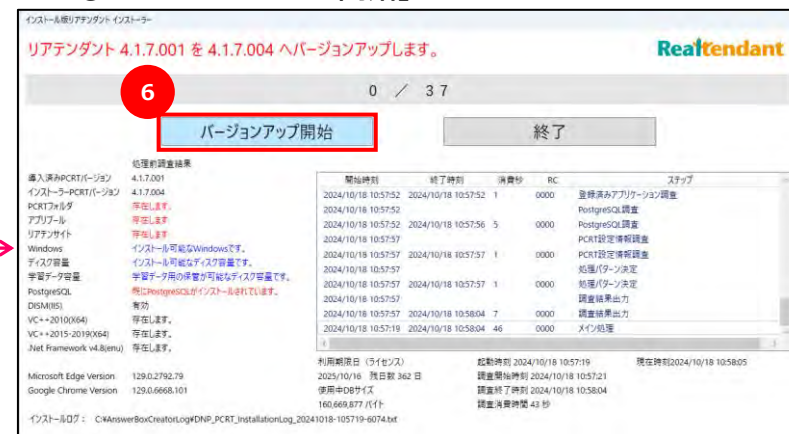 インストール版リアテンダント インストーラー
リアテンダント 4.1.7.001 を 4.1.7.004 へバージョンアップします。
Realtendant
0 / 37
6
バージョンアップ開始
終了
処理前調査結果
導入済みPCRTバージョン 4.1.7.001
インストーラーPCRTバージョン 4.1.7.004
PCRTフォルダ 存在します。
アプリプール 存在します
リアテンサイト 存在します
Windows インストール可能なWindowsです。
ディスク容量 インストール可能なディスク容量です。
学習データ容量 学習データ用の保管が可能なディスク容量です。
PostgreSQL 既にPostgreSQLがインストールされています。
DISM(IIS) 有効
VC++2010(X64) 存在します。
VC++2015-2019(X64) 存在します。
.Net Framework v4.8(enu) 存在します。
Microsoft Edge Version 129.0.2792.79
Google Chrome Version 129.0.6668.101
開始時刻 終了時刻 消費秒 RC ステップ
2024/10/18 10:57:52 2024/10/18 10:57:52 1 0000 登録済みアプリケーション調査
2024/10/18 10:57:52 PostgreSQL調査
2024/10/18 10:57:52 2024/10/18 10:57:56 5 0000 PostgreSQL調査
2024/10/18 10:57:57 PCRT設定情報調査
2024/10/18 10:57:57 2024/10/18 10:57:57 1 0000 PCRT設定情報調査
2024/10/18 10:57:57 処理パターン決定
2024/10/18 10:57:57 2024/10/18 10:57:57 1 0000 処理パターン決定
2024/10/18 10:57:57 調査結果出力
2024/10/18 10:57:57 2024/10/18 10:58:04 7 0000 調査結果出力
2024/10/18 10:57:19 2024/10/18 10:58:04 46 0000 メイン処理
利用期限日（ライセンス） 起動時刻 2024/10/18 10:57:19 現在時刻2024/10/18 10:58:05
2025/10/16 残日数 362 日 調査開始時刻 2024/10/18 10:57:21
使用中DBサイズ 調査終了時刻 2024/10/18 10:58:04
160,669,877 バイト 調査消費時間 43 秒
インストールログ： C:¥AnswerBoxCreatorLog¥DNP_PCRT_InstallationLog_20241018-105719-6074.txt